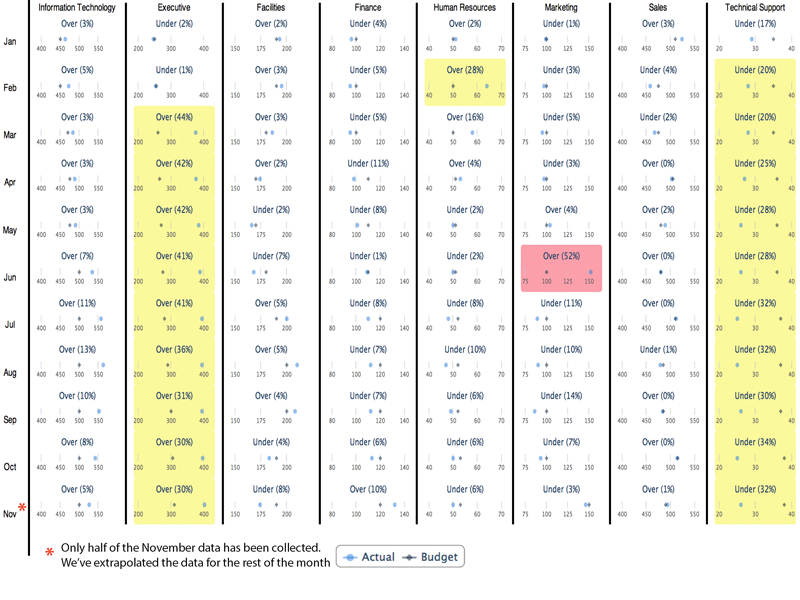 Information Technology Executive Facilities Finance Human Resources Marketing Sales Technical Support
Over (3%) Under (2%) Over (2%) Under (4%) Over (2%) Under (1%) Over (3%) Under (17%)
Jan
400 450 500 550 200 300 400 150 175 200 80 100 120 140 40 50 60 70 75 100 125 150 400 450 500 550 25 30 35
Over (5%) Under (1%) Over (3%) Under (5%) Over (28%) Under (3%) Under (4%) Under (20%)
Feb
400 450 500 550 200 300 400 150 175 200 80 100 120 140 40 50 60 70 75 100 125 150 400 450 500 550 25 30 35
Over (3%) Over (44%) Over (3%) Under (5%) Over (16%) Under (5%) Under (2%) Under (20%)
Mar
400 450 500 550 200 300 400 150 175 200 80 100 120 140 40 50 60 70 75 100 125 150 400 450 500 550 25 30 35
Over (3%) Over (42%) Over (2%) Under (11%) Over (4%) Under (3%) Over (0%) Under (25%)
Apr
400 450 500 550 200 300 400 150 175 200 80 100 120 140 40 50 60 70 75 100 125 150 400 450 500 550 25 30 35
Over (3%) Over (42%) Under (2%) Under (8%) Under (2%) Over (4%) Over (2%) Under (28%)
May
400 450 500 550 200 300 400 150 175 200 80 100 120 140 40 50 60 70 75 100 125 150 400 450 500 550 25 30 35
Over (7%) Over (41%) Under (7%) Under (1%) Under (2%) Over (52%) Over (0%) Under (28%)
Jun
400 450 500 550 200 300 400 150 175 200 80 100 120 140 40 50 60 70 75 100 125 150 400 450 500 550 25 30 35
Over (11%) Over (41%) Over (5%) Under (8%) Under (8%) Under (11%) Over (0%) Under (32%)
Jul
400 450 500 550 200 300 400 150 175 200 80 100 120 140 40 50 60 70 75 100 125 150 400 450 500 550 25 30 35
Over (13%) Over (36%) Over (5%) Under (7%) Under (10%) Under (10%) Under (1%) Under (32%)
Aug
400 450 500 550 200 300 400 150 175 200 80 100 120 140 40 50 60 70 75 100 125 150 400 450 500 550 25 30 35
Over (10%) Over (31%) Over (4%) Under (7%) Under (6%) Under (14%) Over (0%) Under (30%)
Sep
400 450 500 550 200 300 400 150 175 200 80 100 120 140 40 50 60 70 75 100 125 150 400 450 500 550 25 30 35
Over (8%) Over (30%) Under (4%) Under (6%) Under (6%) Under (7%) Over (0%) Under (34%)
Oct
400 450 500 550 200 300 400 150 175 200 80 100 120 140 40 50 60 70 75 100 125 150 400 450 500 550 25 30 35
Over (5%) Over (30%) Under (8%) Over (10%) Under (6%) Under (3%) Over (1%) Under (32%)
Nov *
400 450 500 550 200 300 400 150 175 200 80 100 120 140 40 50 60 70 75 100 125 150 400 450 500 550 25 30 35
* Only half of the November data has been collected.
We've extrapolated the data for the rest of the month
Actual Budget